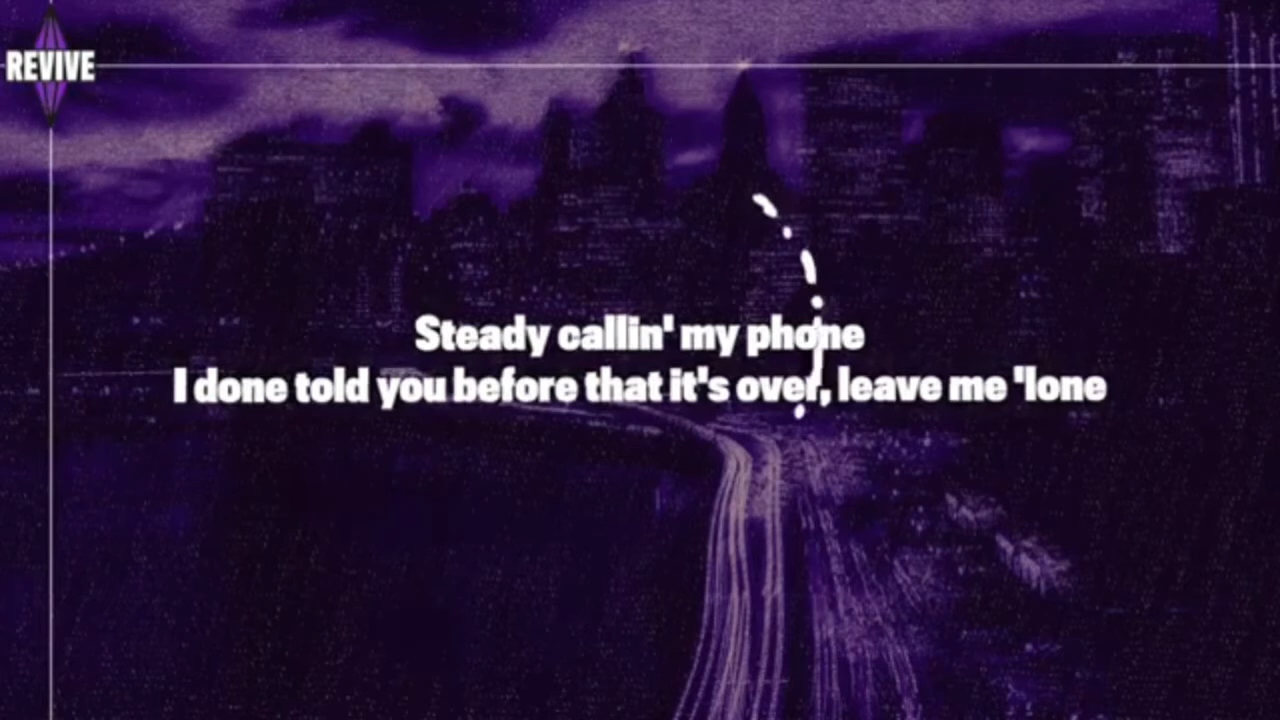 REVIVE
Steady callin' my phone
I done told you before that it's over, leave me 'lone